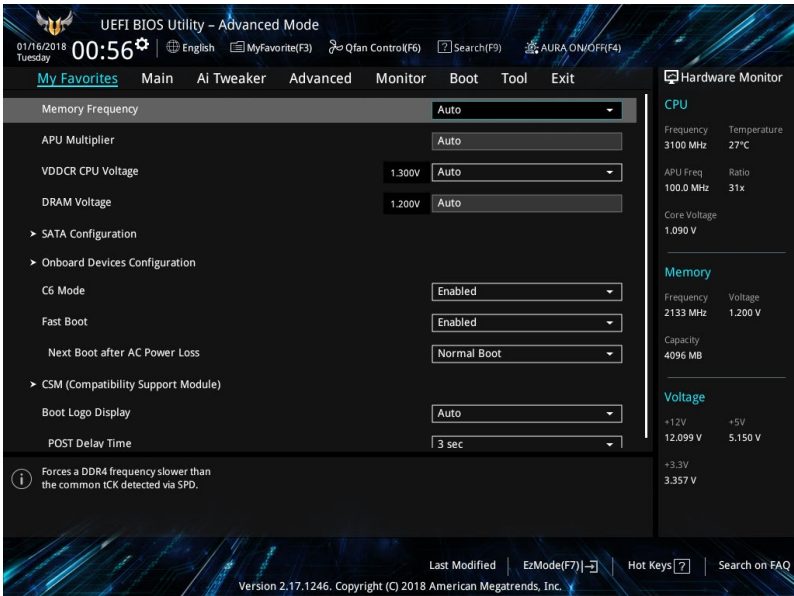 UEFI BIOS Utility – Advanced Mode
01/16/2018 Tuesday 00:56 English MyFavorite(F3) Qfan Control(F6) Search(F9) AURA ON/OFF(F4)
My Favorites Main Ai Tweaker Advanced Monitor Boot Tool Exit
Memory Frequency Auto
APU Multiplier Auto
VDDCR CPU Voltage 1.300V Auto
DRAM Voltage 1.200V Auto
SATA Configuration
Onboard Devices Configuration
C6 Mode Enabled
Fast Boot Enabled
Next Boot after AC Power Loss Normal Boot
CSM (Compatibility Support Module)
Boot Logo Display Auto
POST Delay Time 3 sec
Forces a DDR4 frequency slower than
the common tCK detected via SPD.
Hardware Monitor
CPU
Frequency Temperature
3100 MHz 27°C
APU Freq Ratio
100.0 MHz 31x
Core Voltage
1.090 V
Memory
Frequency Voltage
2133 MHz 1.200 V
Capacity
4096 MB
Voltage
+12V +5V
12.099 V 5.150 V
+3.3V
3.357 V
Last Modified EzMode(F7) Hot Keys ? Search on FAQ
Version 2.17.1246. Copyright (C) 2018 American Megatrends, Inc.